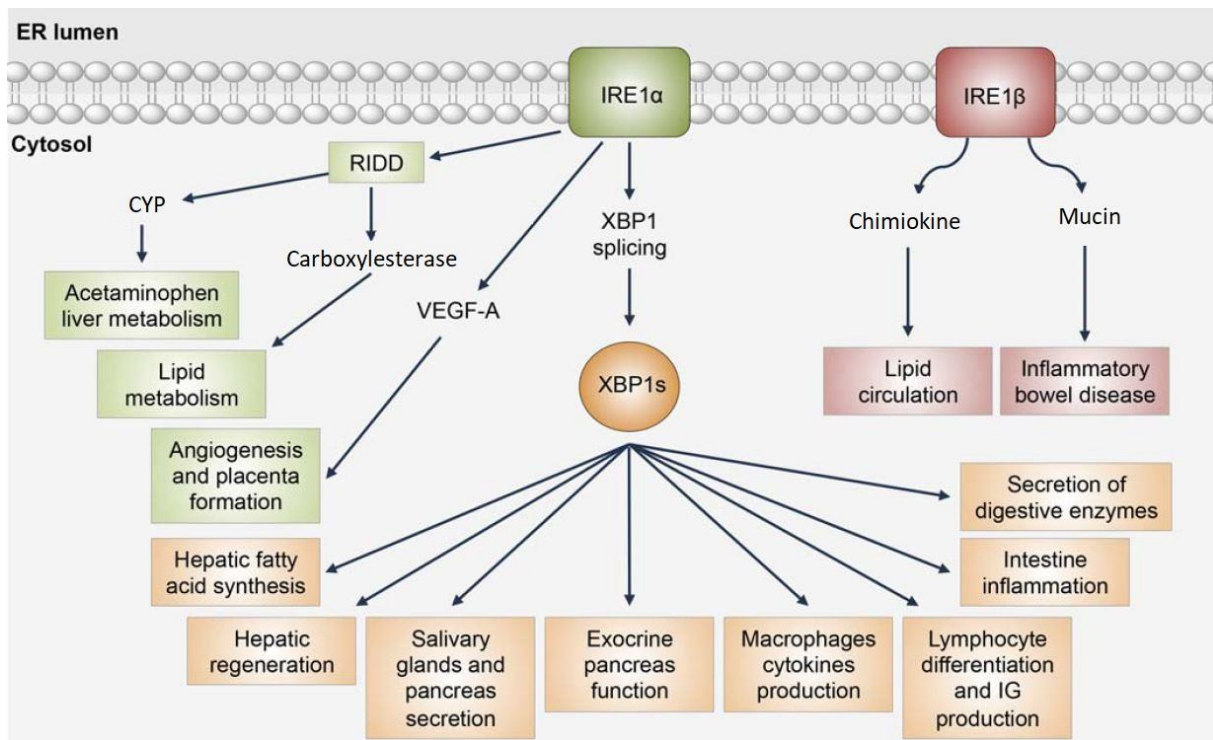 ER lumen
IRE1α
IRE1β
Cytosol
RIDD
CYP
XBP1
splicing
Chimiokine
Mucin
Carboxylesterase
Acetaminophen
liver metabolism
VEGF-A
Lipid
metabolism
XBP1s
Lipid
circulation
Inflammatory
bowel disease
Angiogenesis
and placenta
formation
Secretion of
digestive enzymes
Hepatic fatty
acid synthesis
Intestine
inflammation
Hepatic
regeneration
Salivary
glands and
pancreas
secretion
Exocrine
pancreas
function
Macrophages
cytokines
production
Lymphocyte
differentiation
and IG
production